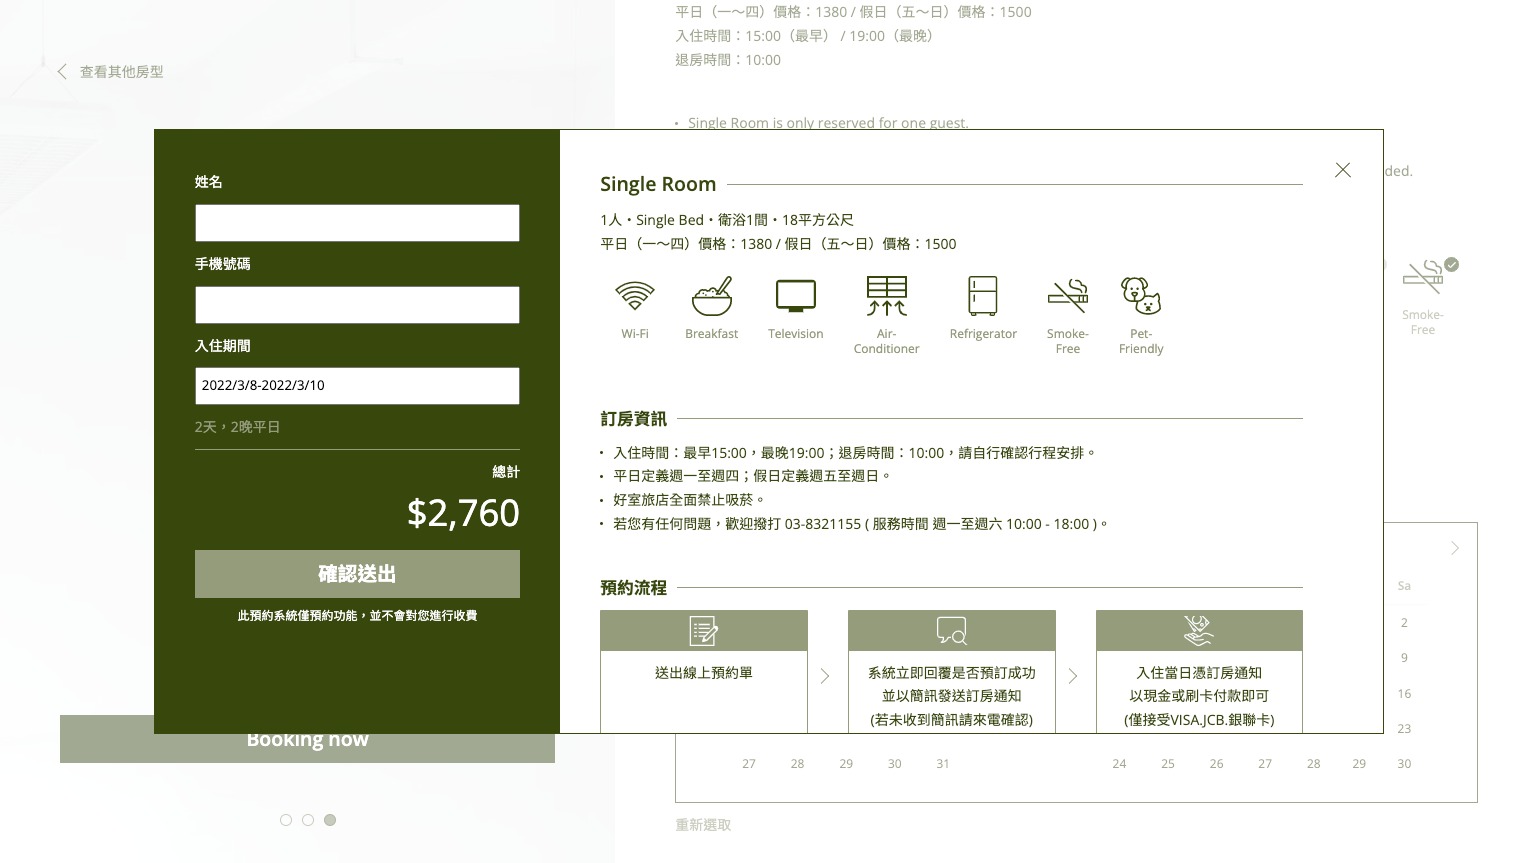 平日（一～四）價格：1380 / 假日（五～日）價格：1500
入住時間：15:00（最早） / 19:00（最晚）
退房時間：10:00
查看其他房型
• Single Room is only reserved for one guest.
ded.
Smoke-
Free
姓名
手機號碼
入住期間
2022/3/8-2022/3/10
2天，2晚平日
總計
$2,760
確認送出
此預約系統僅預約功能，並不會對您進行收費
Single Room
1人・Single Bed・衛浴1間・18平方公尺
平日（一～四）價格：1380 / 假日（五～日）價格：1500
Wi-Fi
Breakfast
Television
Air-
Conditioner
Refrigerator
Smoke-
Free
Pet-
Friendly
訂房資訊
• 入住時間：最早15:00，最晚19:00；退房時間：10:00，請自行確認行程安排。
• 平日定義週一至週四；假日定義週五至週日。
• 好室旅店全面禁止吸菸。
• 若您有任何問題，歡迎撥打 03-8321155 ( 服務時間 週一至週六 10:00 - 18:00 )。
預約流程
送出線上預約單
系統立即回覆是否預訂成功
並以簡訊發送訂房通知
(若未收到簡訊請來電確認)
入住當日憑訂房通知
以現金或刷卡付款即可
(僅接受VISA.JCB.銀聯卡)
Booking now
Sa
2
9
16
23
27 28 29 30 31
24 25 26 27 28 29 30
重新選取